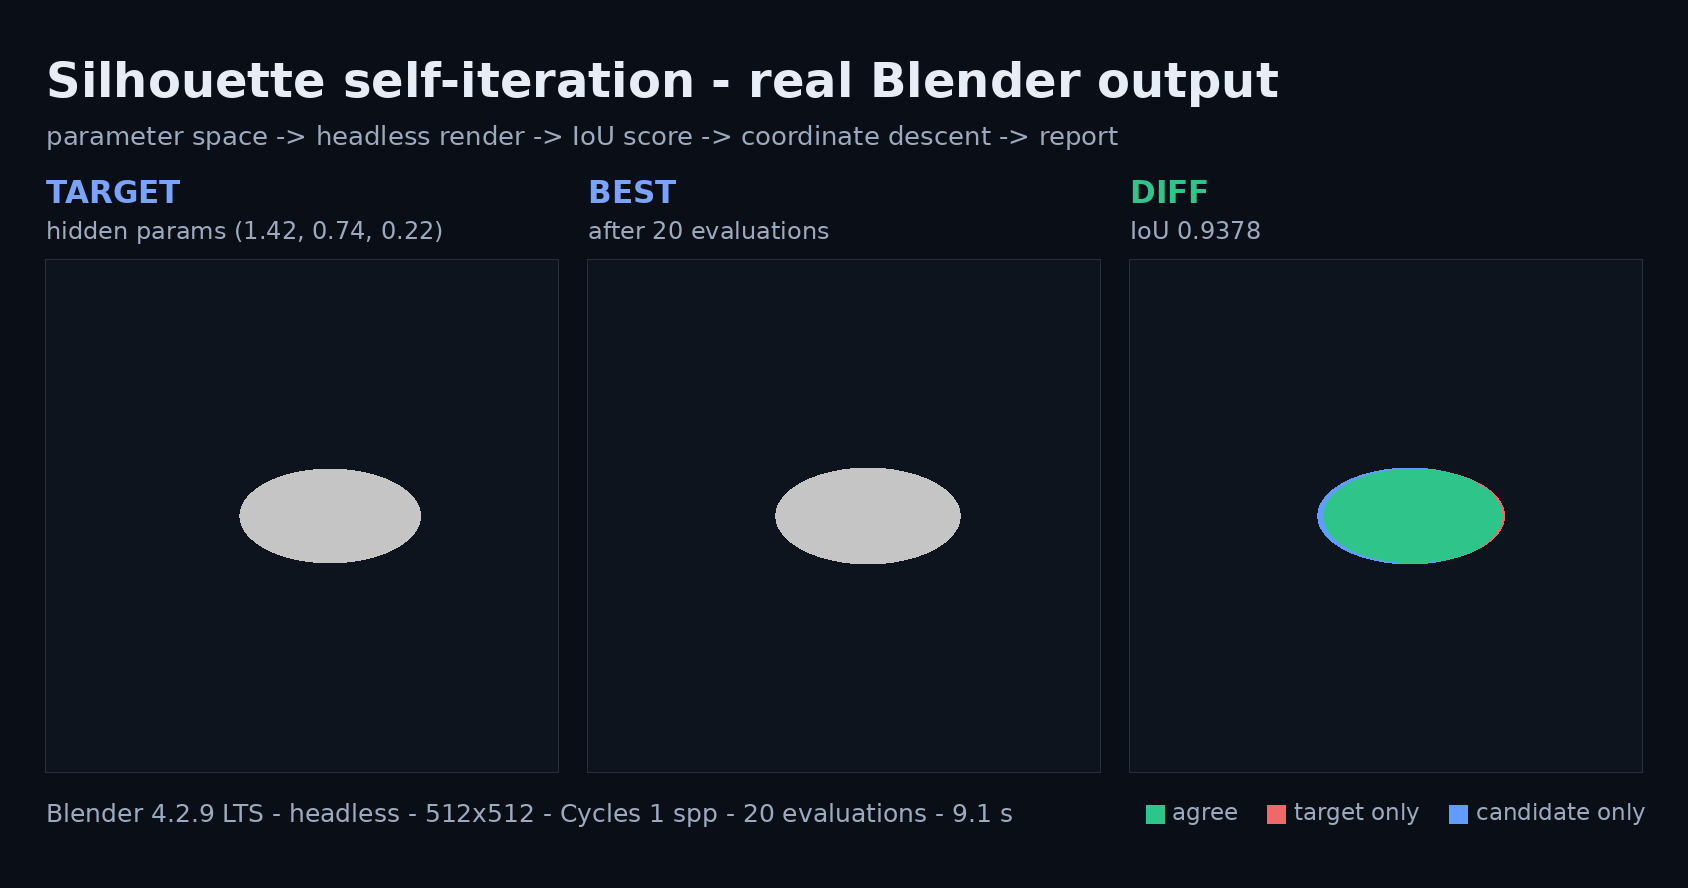 Silhouette self-iteration - real Blender output
parameter space -> headless render -> IoU score -> coordinate descent -> report
TARGET
hidden params (1.42, 0.74, 0.22)
BEST
after 20 evaluations
DIFF
IoU 0.9378
Blender 4.2.9 LTS - headless - 512x512 - Cycles 1 spp - 20 evaluations - 9.1 s
agree
target only
candidate only